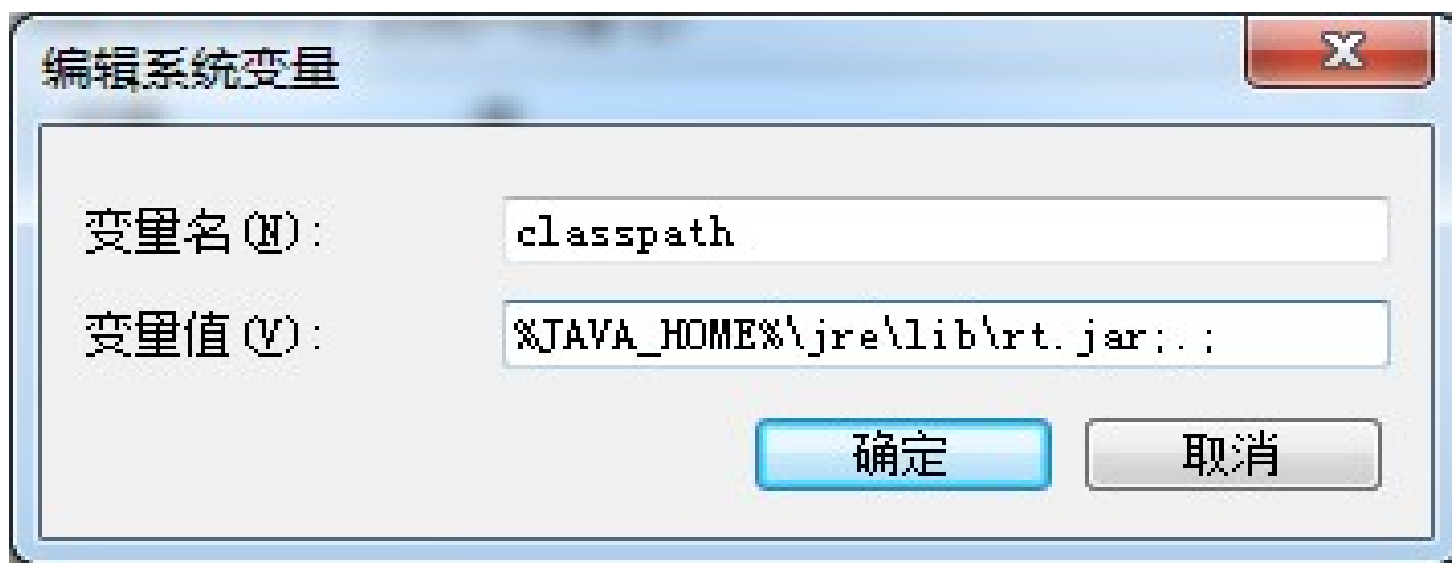 编辑系统变量
变量名(N): classpath
变量值(V): %JAVA_HOME%\jre\lib\rt.jar;.;
确定 取消